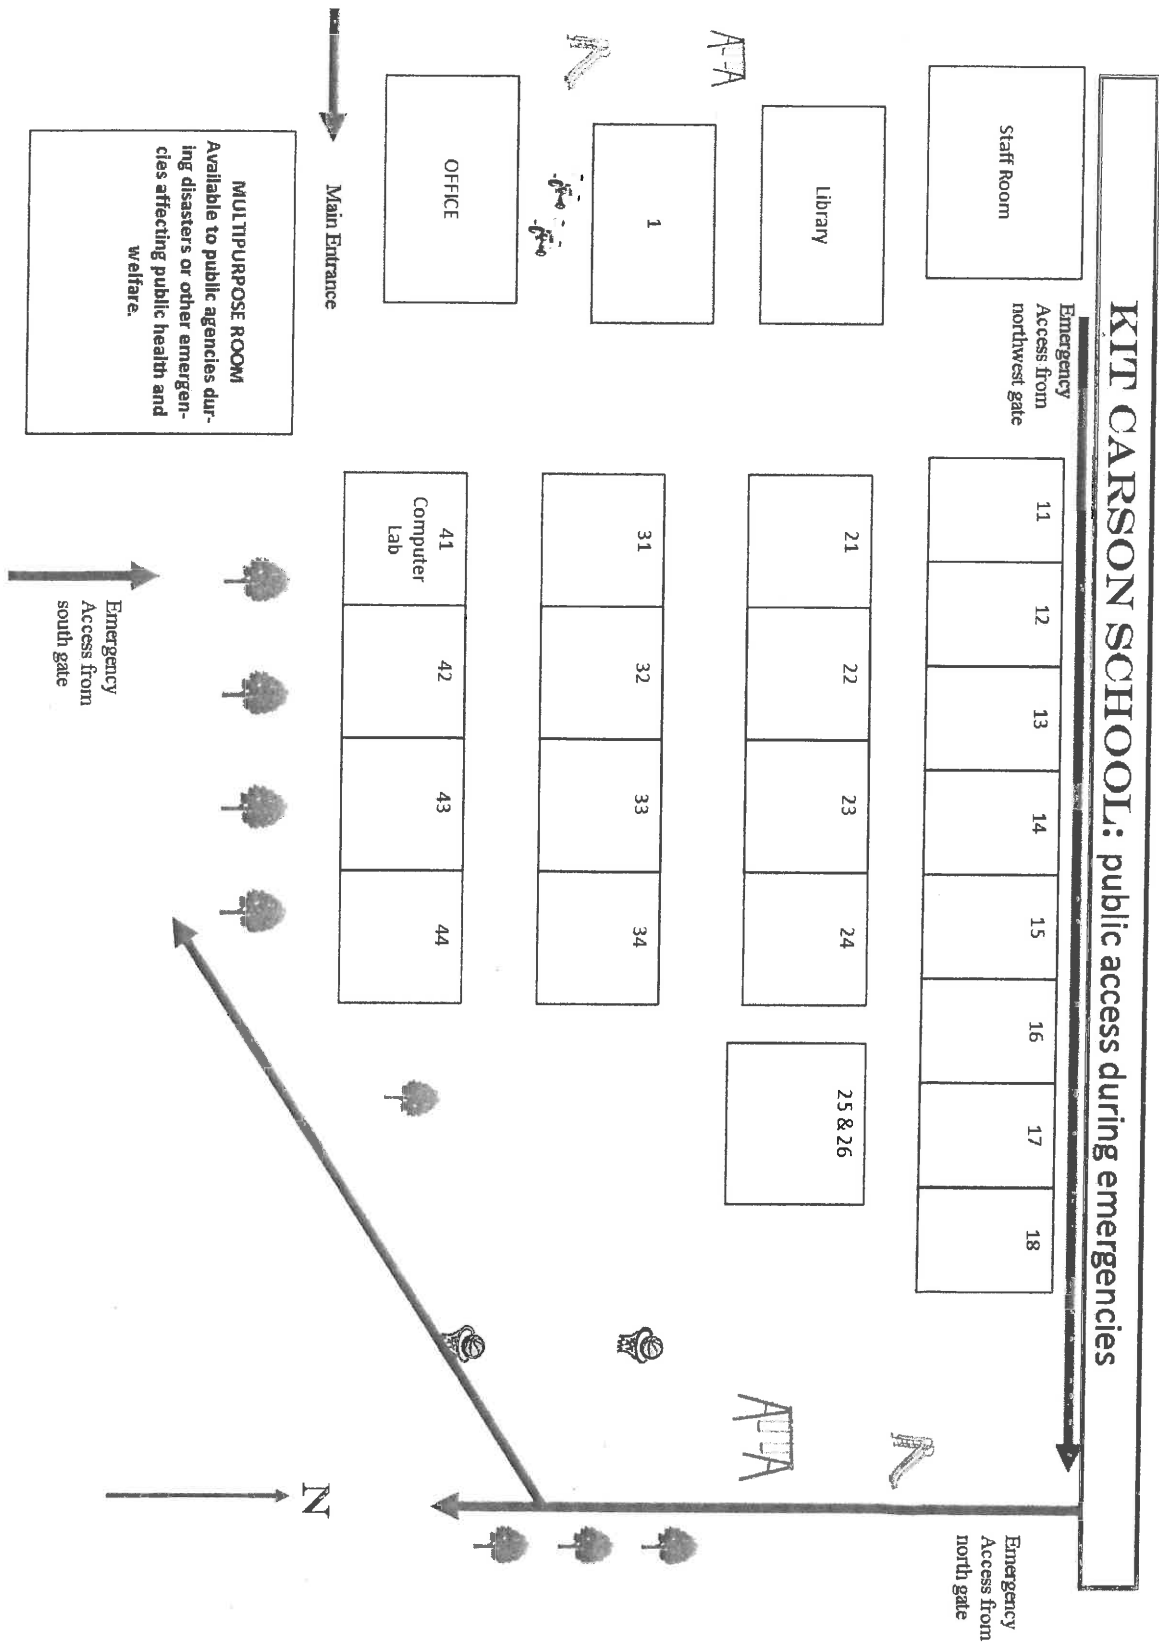 KIT CARSON SCHOOL: public access during emergencies
Emergency
Access from
northwest gate
Emergency
Access from
north gate
Staff Room
11
12
13
14
15
16
17
18
Library
21
22
23
24
25 & 26
1
31
32
33
34
OFFICE
41
Computer
Lab
42
43
44
Main Entrance
N
MULTIPURPOSE ROOM
Available to public agencies dur-
ing disasters or other emergen-
cies affecting public health and
welfare.
Emergency
Access from
south gate